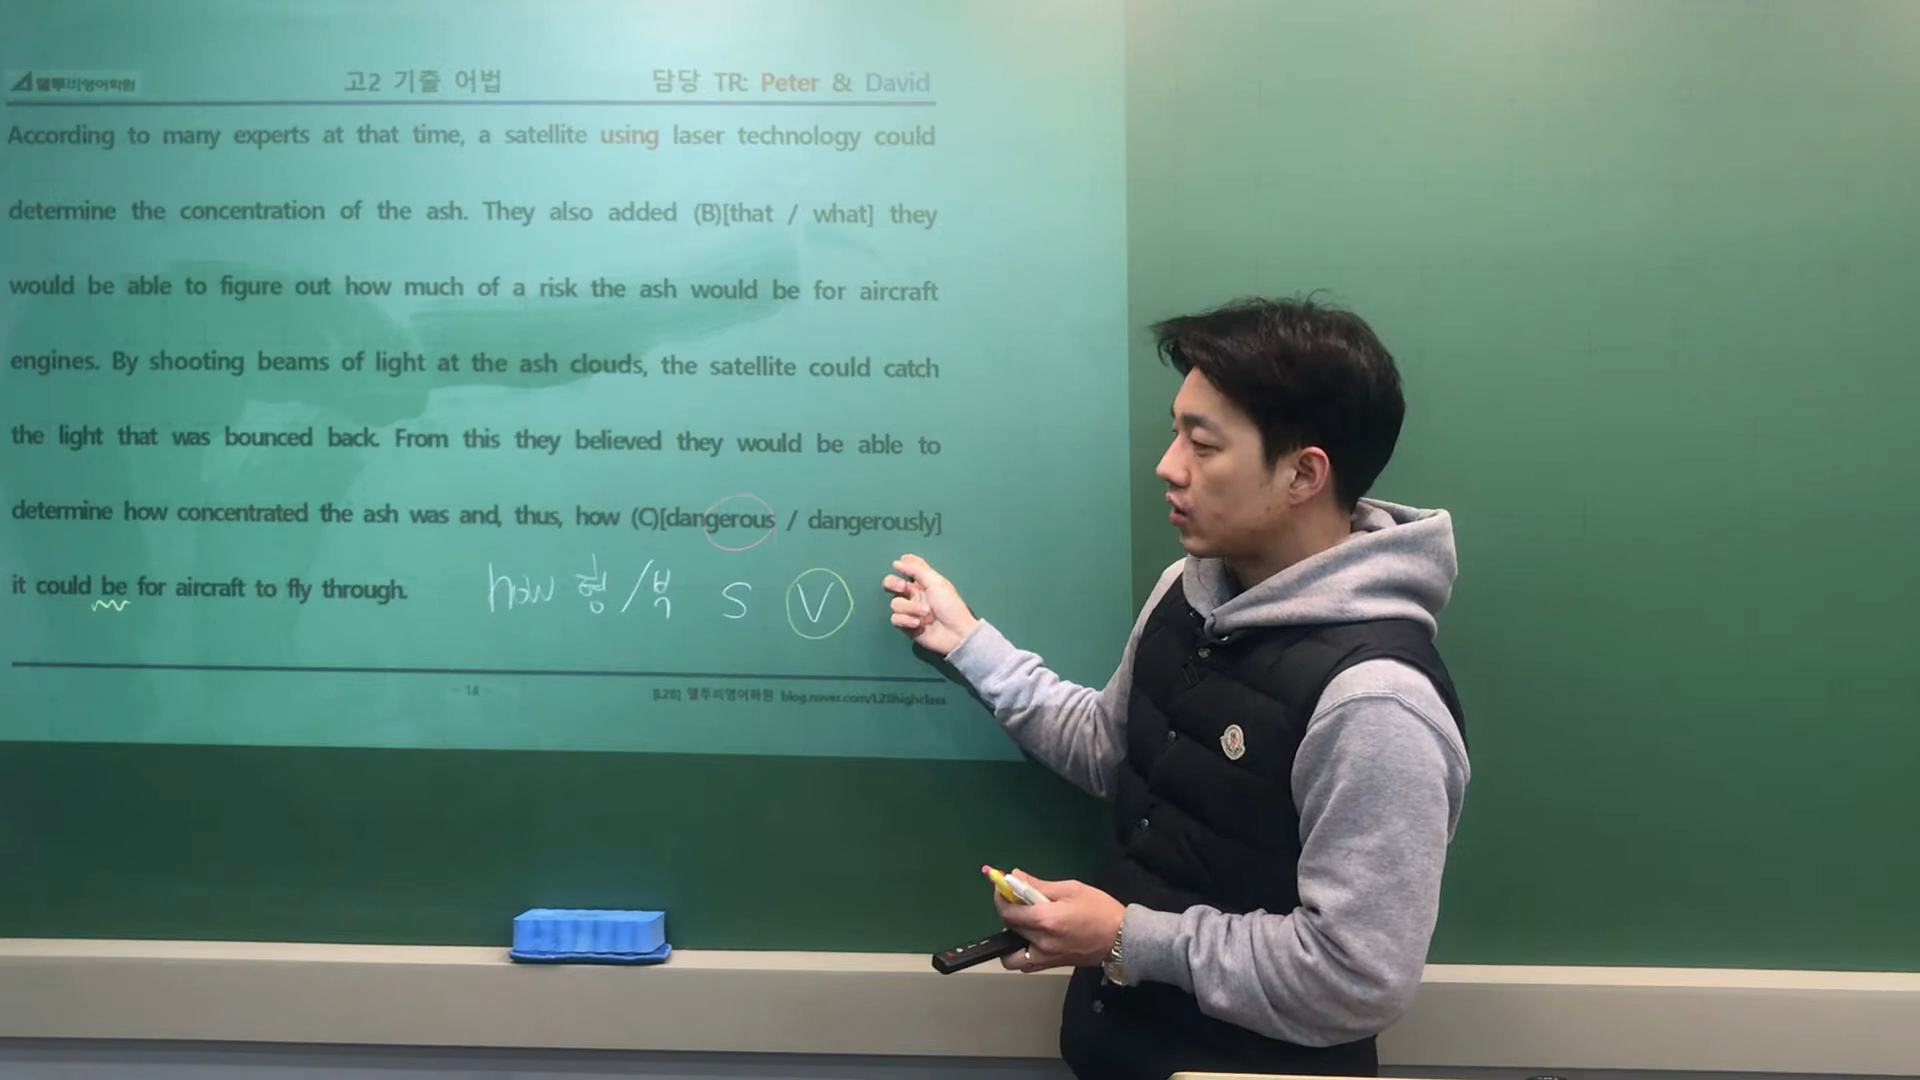 엘투비영어학원 고2 기출 어법 담당 TR: Peter & David
According to many experts at that time, a satellite using laser technology could
determine the concentration of the ash. They also added (B)[that / what] they
would be able to figure out how much of a risk the ash would be for aircraft
engines. By shooting beams of light at the ash clouds, the satellite could catch
the light that was bounced back. From this they believed they would be able to
determine how concentrated the ash was and, thus, how (C)[dangerous / dangerously]
it could be for aircraft to fly through.
how 형/부 S V
- 14 - [L2B] 엘투비영어학원 blog.naver.com/L2Bhighclass